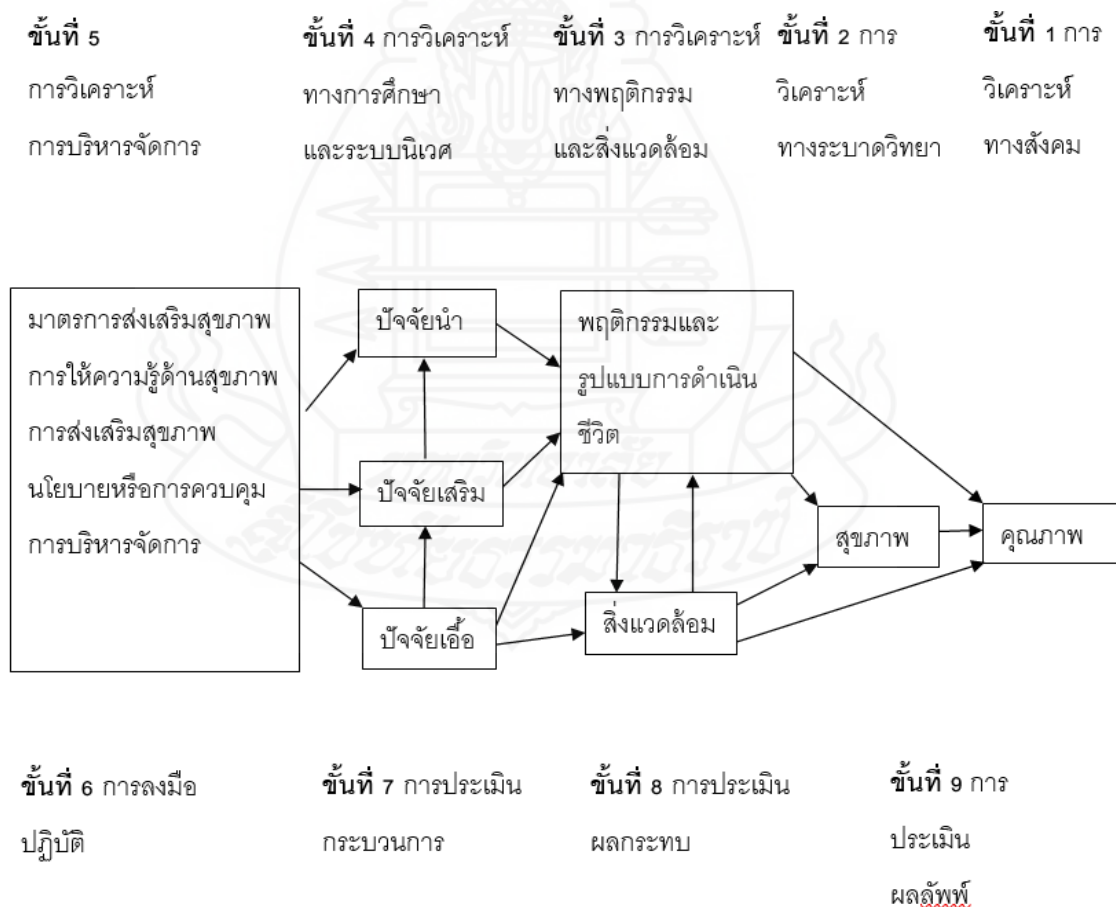 ขั้นที่ 5
การวิเคราะห์
การบริหารจัดการ
ขั้นที่ 4 การวิเคราะห์
ทางการศึกษา
และระบบนิเวศ
ขั้นที่ 3 การวิเคราะห์
ทางพฤติกรรม
และสิ่งแวดล้อม
ขั้นที่ 2 การ
วิเคราะห์
ทางระบาดวิทยา
ขั้นที่ 1 การ
วิเคราะห์
ทางสังคม
มาตรการส่งเสริมสุขภาพ
การให้ความรู้ด้านสุขภาพ
การส่งเสริมสุขภาพ
นโยบายหรือการควบคุม
การบริหารจัดการ
ปัจจัยนำ
ปัจจัยเสริม
ปัจจัยเอื้อ
พฤติกรรมและ
รูปแบบการดำเนิน
ชีวิต
สิ่งแวดล้อม
สุขภาพ
คุณภาพ
ขั้นที่ 6 การลงมือ
ปฏิบัติ
ขั้นที่ 7 การประเมิน
กระบวนการ
ขั้นที่ 8 การประเมิน
ผลกระทบ
ขั้นที่ 9 การ
ประเมิน
ผลลัพพ์